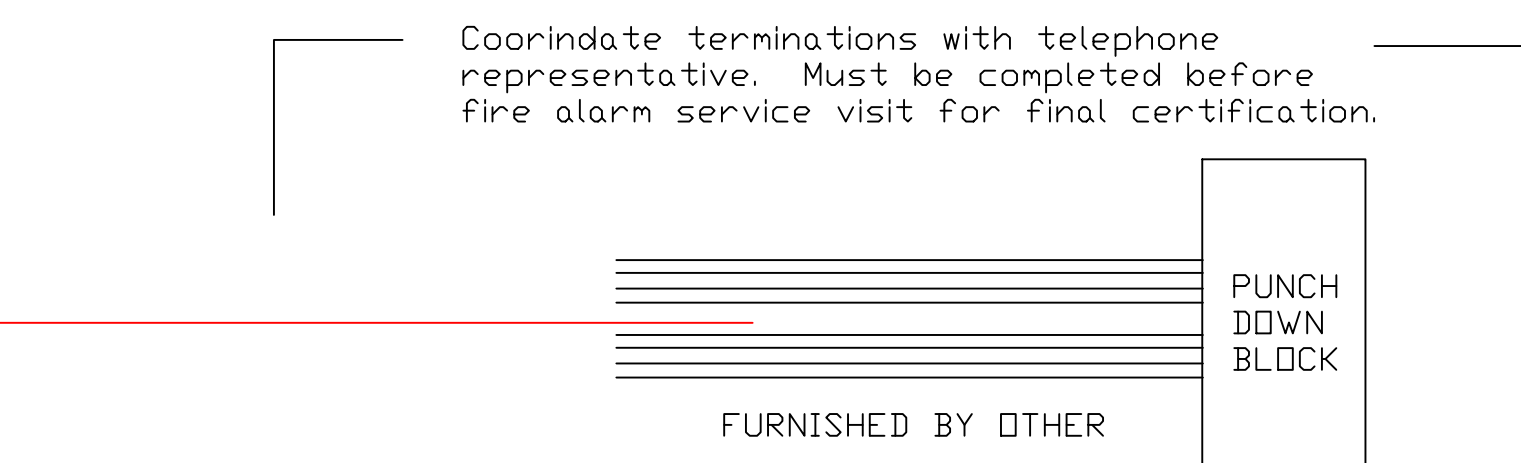 Coorindate terminations with telephone
representative. Must be completed before
fire alarm service visit for final certification.
PUNCH
DOWN
BLOCK
FURNISHED BY OTHER